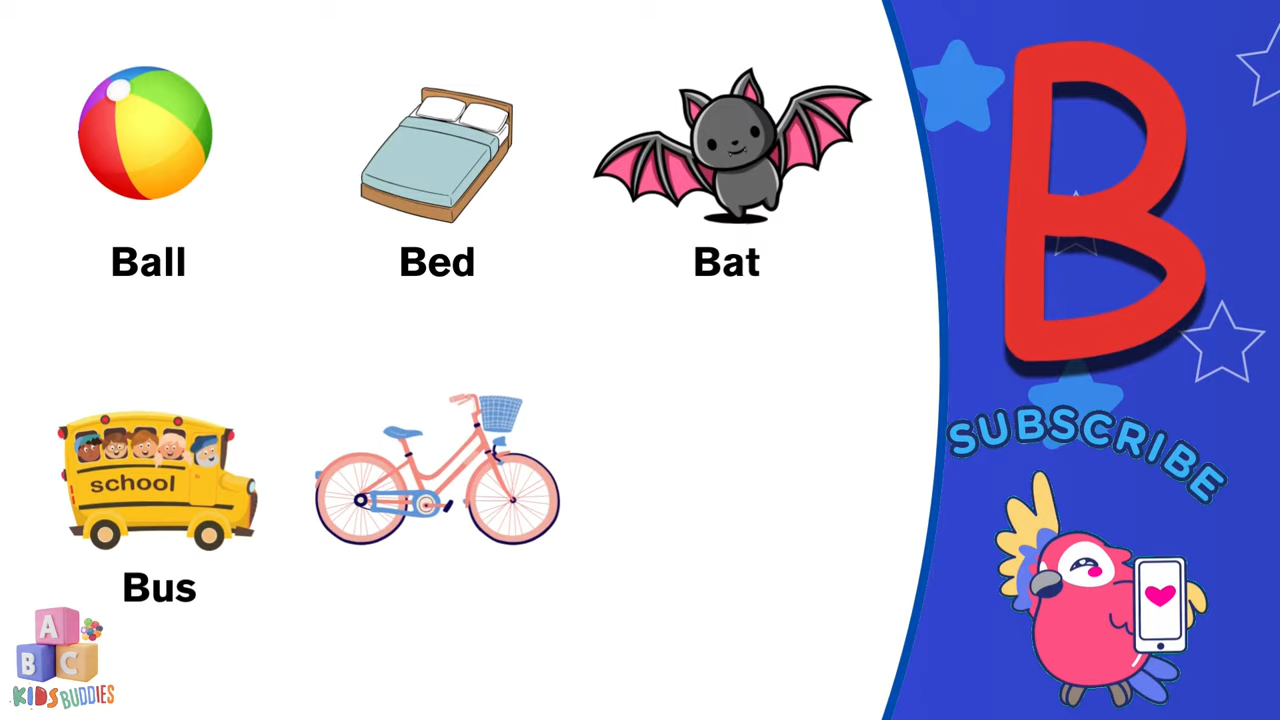 Ball
Bed
Bat
B
SUBSCRIBE
school
Bus
A
B C
KIDS BUDDIES